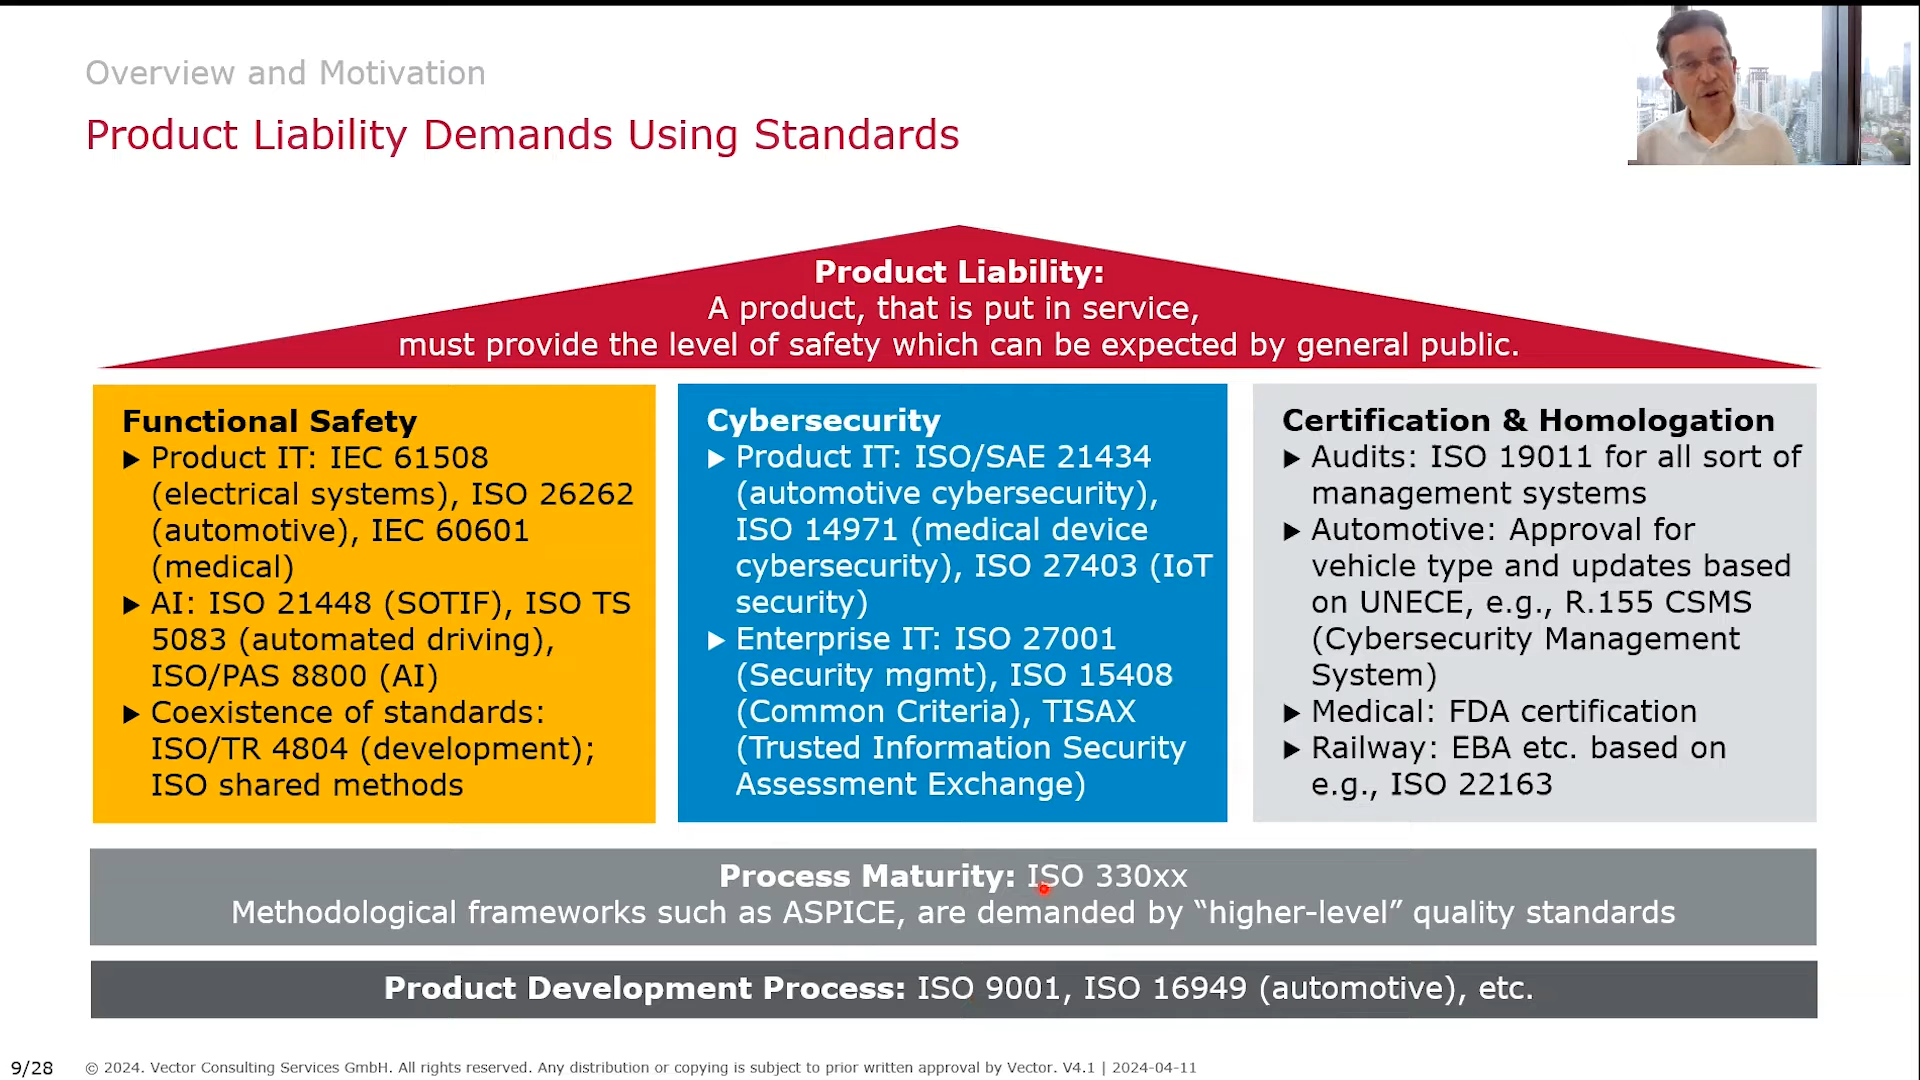 Overview and Motivation
Product Liability Demands Using Standards
Product Liability:
A product, that is put in service,
must provide the level of safety which can be expected by general public.
Functional Safety
▶ Product IT: IEC 61508
(electrical systems), ISO 26262
(automotive), IEC 60601
(medical)
▶ AI: ISO 21448 (SOTIF), ISO TS
5083 (automated driving),
ISO/PAS 8800 (AI)
▶ Coexistence of standards:
ISO/TR 4804 (development);
ISO shared methods
Cybersecurity
▶ Product IT: ISO/SAE 21434
(automotive cybersecurity),
ISO 14971 (medical device
cybersecurity), ISO 27403 (IoT
security)
▶ Enterprise IT: ISO 27001
(Security mgmt), ISO 15408
(Common Criteria), TISAX
(Trusted Information Security
Assessment Exchange)
Certification & Homologation
▶ Audits: ISO 19011 for all sort of
management systems
▶ Automotive: Approval for
vehicle type and updates based
on UNECE, e.g., R.155 CSMS
(Cybersecurity Management
System)
▶ Medical: FDA certification
▶ Railway: EBA etc. based on
e.g., ISO 22163
Process Maturity: ISO 330xx
Methodological frameworks such as ASPICE, are demanded by “higher-level” quality standards
Product Development Process: ISO 9001, ISO 16949 (automotive), etc.
9/28 © 2024. Vector Consulting Services GmbH. All rights reserved. Any distribution or copying is subject to prior written approval by Vector. V4.1 | 2024-04-11